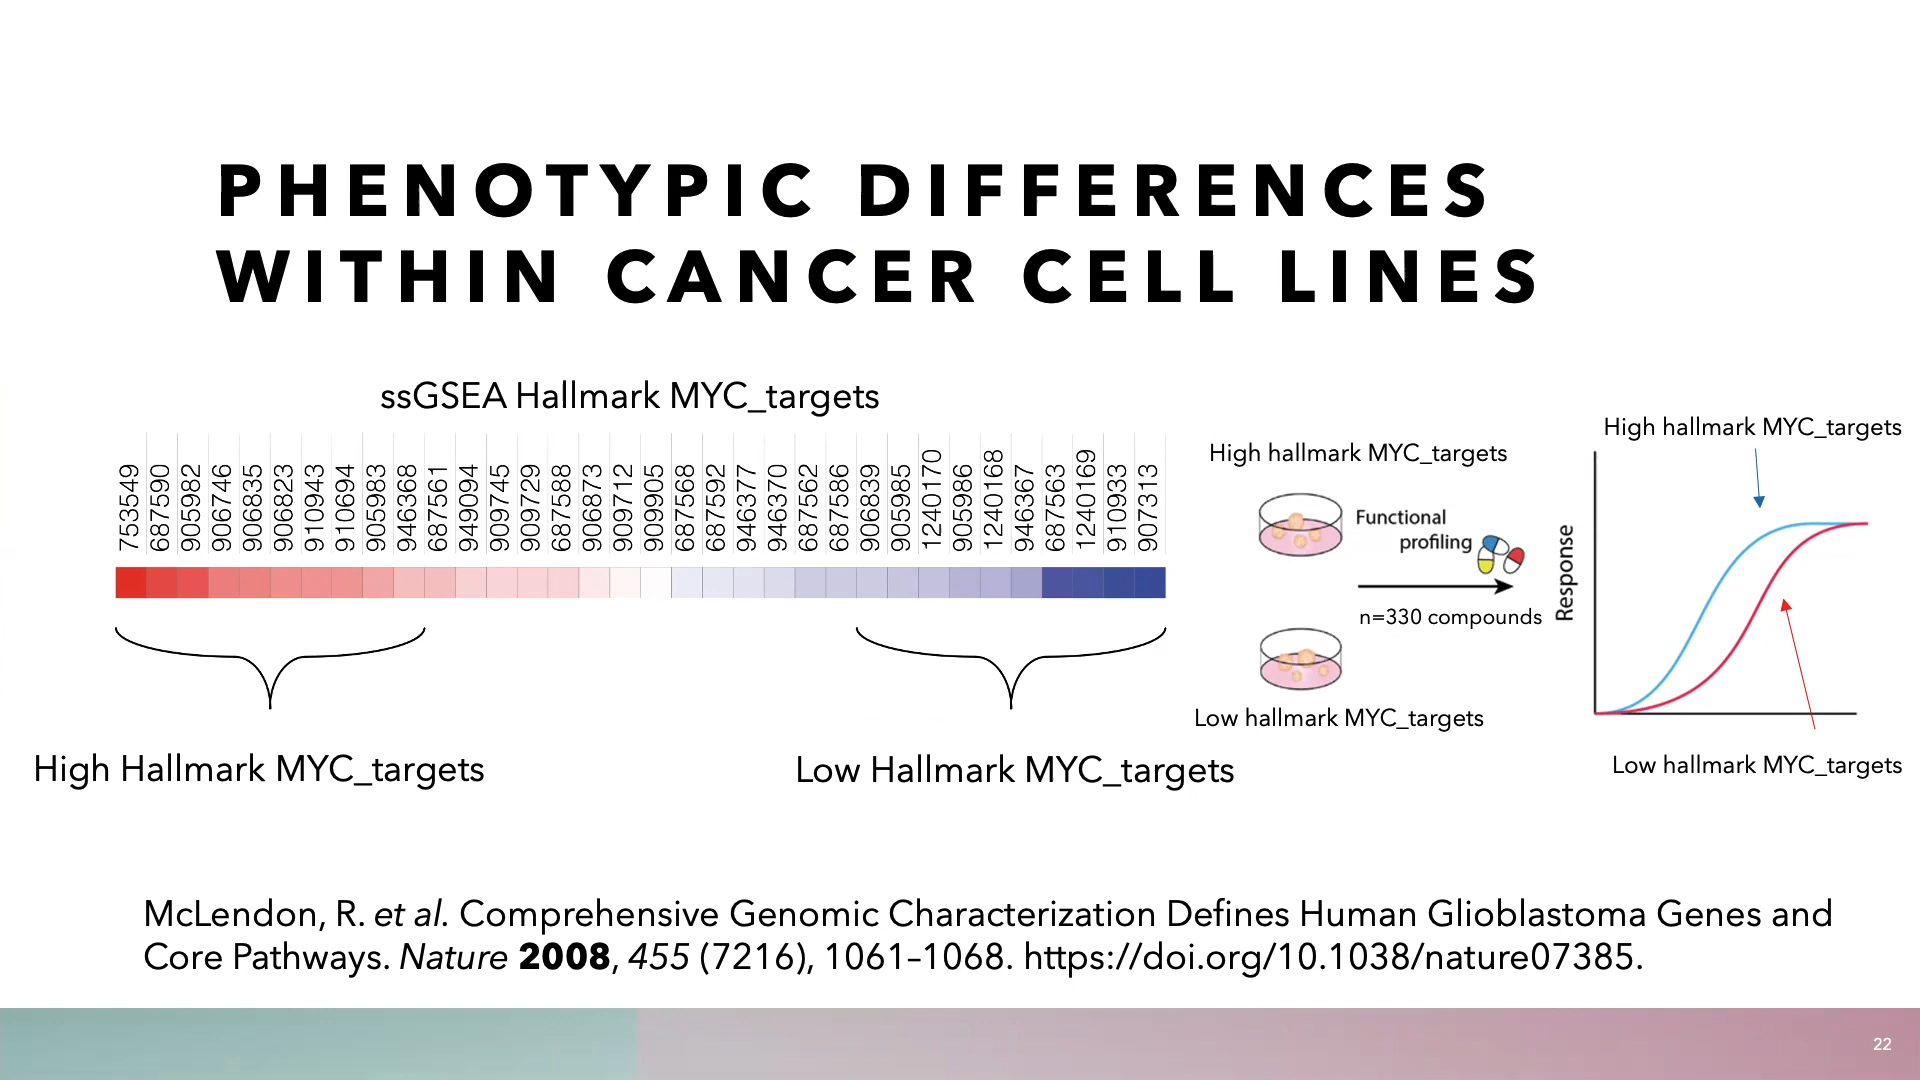 PHENOTYPIC DIFFERENCES
WITHIN CANCER CELL LINES
ssGSEA Hallmark MYC_targets
753549
687590
905982
906746
906835
906823
910943
910694
905983
946368
687561
949094
909745
909729
687588
906873
909712
909905
687568
687592
946377
946370
687562
687586
906839
905985
1240170
905986
1240168
946367
687563
1240169
910933
907313
High Hallmark MYC_targets
Low Hallmark MYC_targets
High hallmark MYC_targets
Functional
profiling
n=330 compounds
Low hallmark MYC_targets
High hallmark MYC_targets
Response
Low hallmark MYC_targets
McLendon, R. et al. Comprehensive Genomic Characterization Defines Human Glioblastoma Genes and
Core Pathways. Nature 2008, 455 (7216), 1061–1068. https://doi.org/10.1038/nature07385.
22